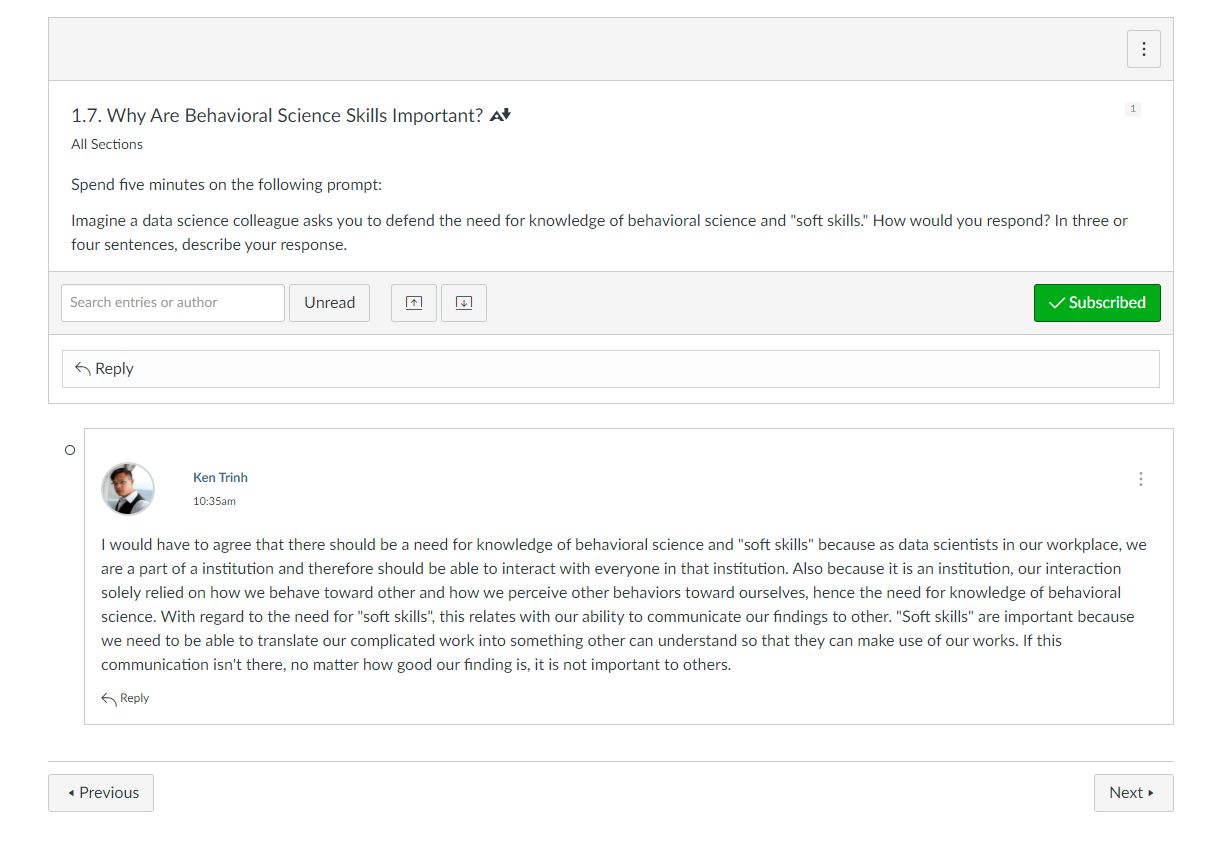 1.7. Why Are Behavioral Science Skills Important?
1
All Sections
Spend five minutes on the following prompt:
Imagine a data science colleague asks you to defend the need for knowledge of behavioral science and "soft skills." How would you respond? In three or
four sentences, describe your response.
Search entries or author
Unread
Subscribed
Reply
Ken Trinh
10:35am
I would have to agree that there should be a need for knowledge of behavioral science and "soft skills" because as data scientists in our workplace, we
are a part of a institution and therefore should be able to interact with everyone in that institution. Also because it is an institution, our interaction
solely relied on how we behave toward other and how we perceive other behaviors toward ourselves, hence the need for knowledge of behavioral
science. With regard to the need for "soft skills", this relates with our ability to communicate our findings to other. "Soft skills" are important because
we need to be able to translate our complicated work into something other can understand so that they can make use of our works. If this
communication isn't there, no matter how good our finding is, it is not important to others.
Reply
Previous
Next